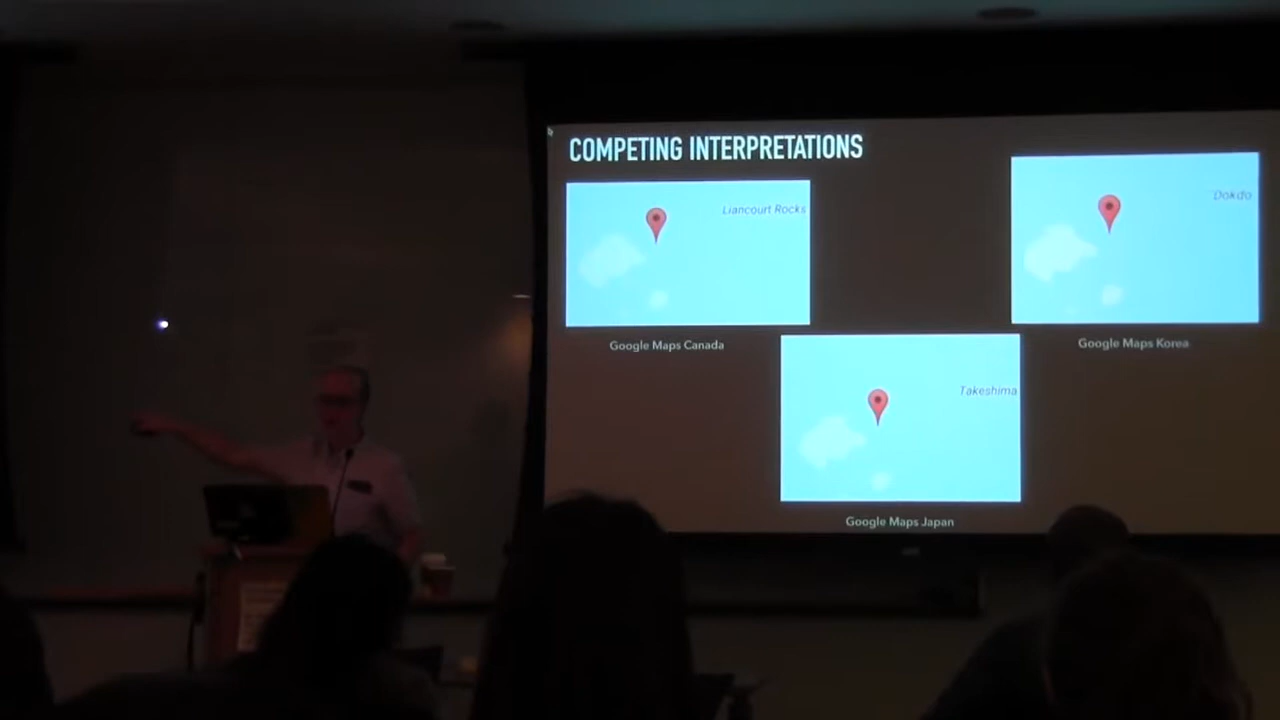 COMPETING INTERPRETATIONS
Liancourt Rocks
Google Maps Canada
Dokdo
Google Maps Korea
Takeshima
Google Maps Japan